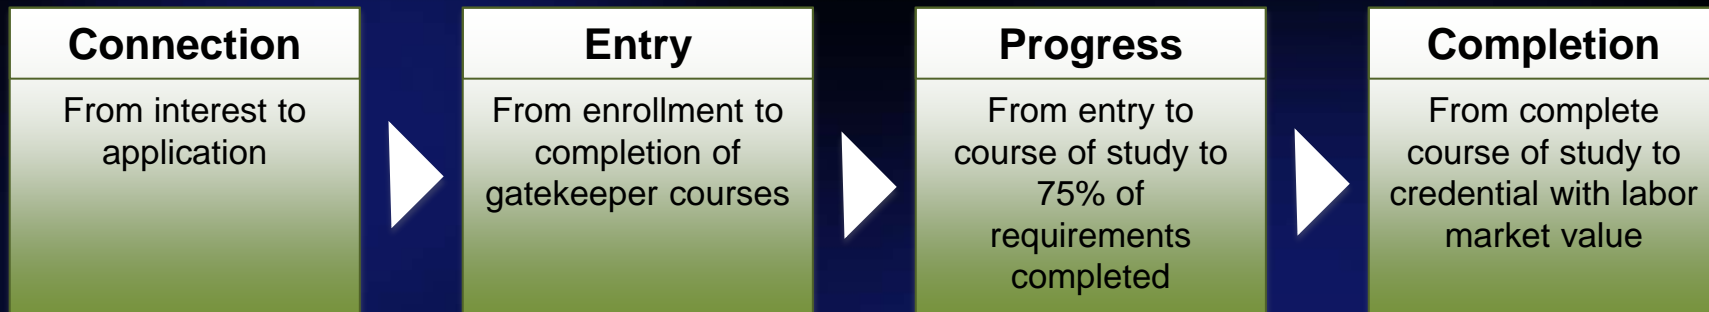 Connection
From interest to
application
Entry
From enrollment to
completion of
gatekeeper courses
Progress
From entry to
course of study to
75% of
requirements
completed
Completion
From complete
course of study to
credential with labor
market value